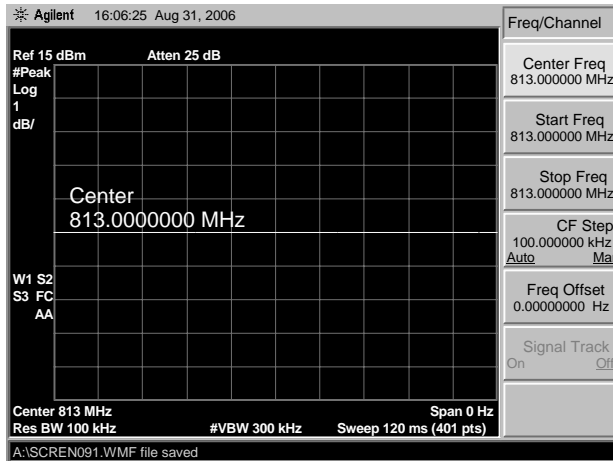 Agilent 16:06:25 Aug 31, 2006
Ref 15 dBm Atten 25 dB
#Peak
Log
1
dB/
Center
813.0000000 MHz
W1 S2
S3 FC
AA
Center 813 MHz Span 0 Hz
Res BW 100 kHz #VBW 300 kHz Sweep 120 ms (401 pts)
A:\SCREN091.WMF file saved
Freq/Channel
Center Freq
813.000000 MHz
Start Freq
813.000000 MHz
Stop Freq
813.000000 MHz
CF Step
100.000000 kHz
Auto Ma
Freq Offset
0.00000000 Hz
Signal Track
On Off